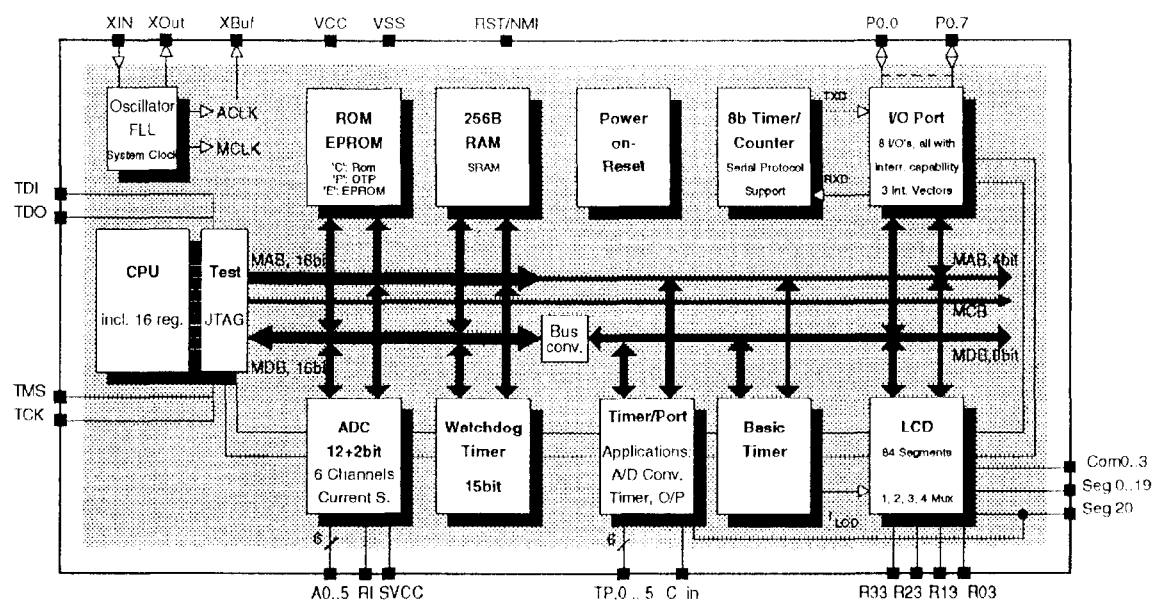 XIN XOut XBuf VCC VSS RST/NMI P0.0 P0.7
Oscillator
FLL
System Clock
ACLK
MCLK
ROM
EPROM
'C': Rom
'P': OTP
'E': EPROM
256B
RAM
SRAM
Power
on-
Reset
8b Timer/
Counter
Serial Protocol
Support
TXD
RXD
I/O Port
8 I/O's, all with
interr. capability
3 Int. Vectors
TDI
TDO
CPU
incl. 16 reg.
Test
JTAG
MAB, 16bit
MAB, 4bit
MCB
MDB, 16bit
Bus
conv.
MDB, 8bit
TMS
TCK
ADC
12+2bit
6 Channels
Current S.
Watchdog
Timer
15bit
Timer/Port
Applications:
A/D Conv.
Timer, O/P
Basic
Timer
fLCD
LCD
84 Segments
1, 2, 3, 4 Mux
Com0..3
Seg 0..19
Seg 20
6
6
A0..5 RI SVCC TP.0 .. 5 C in R33 R23 R13 R03